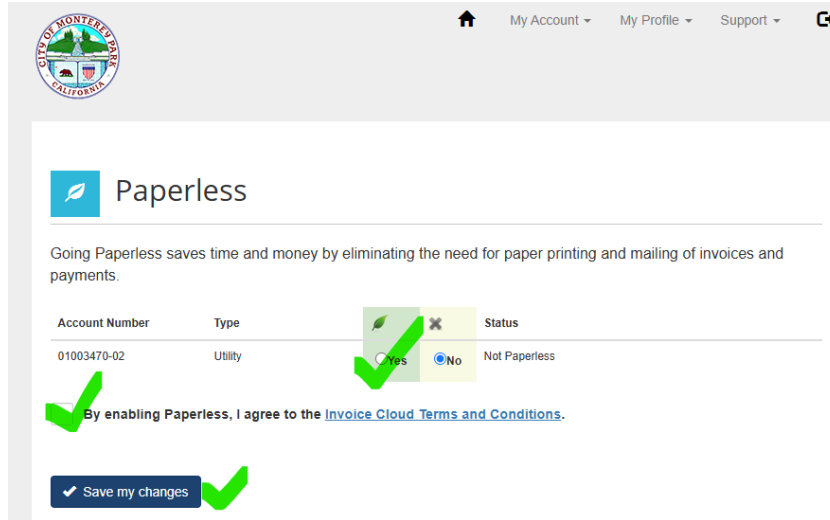 CITY OF MONTEREY PARK
CALIFORNIA
My Account My Profile Support
Paperless
Going Paperless saves time and money by eliminating the need for paper printing and mailing of invoices and
payments.
Account Number Type Status
01003470-02 Utility Yes No Not Paperless
By enabling Paperless, I agree to the Invoice Cloud Terms and Conditions.
Save my changes